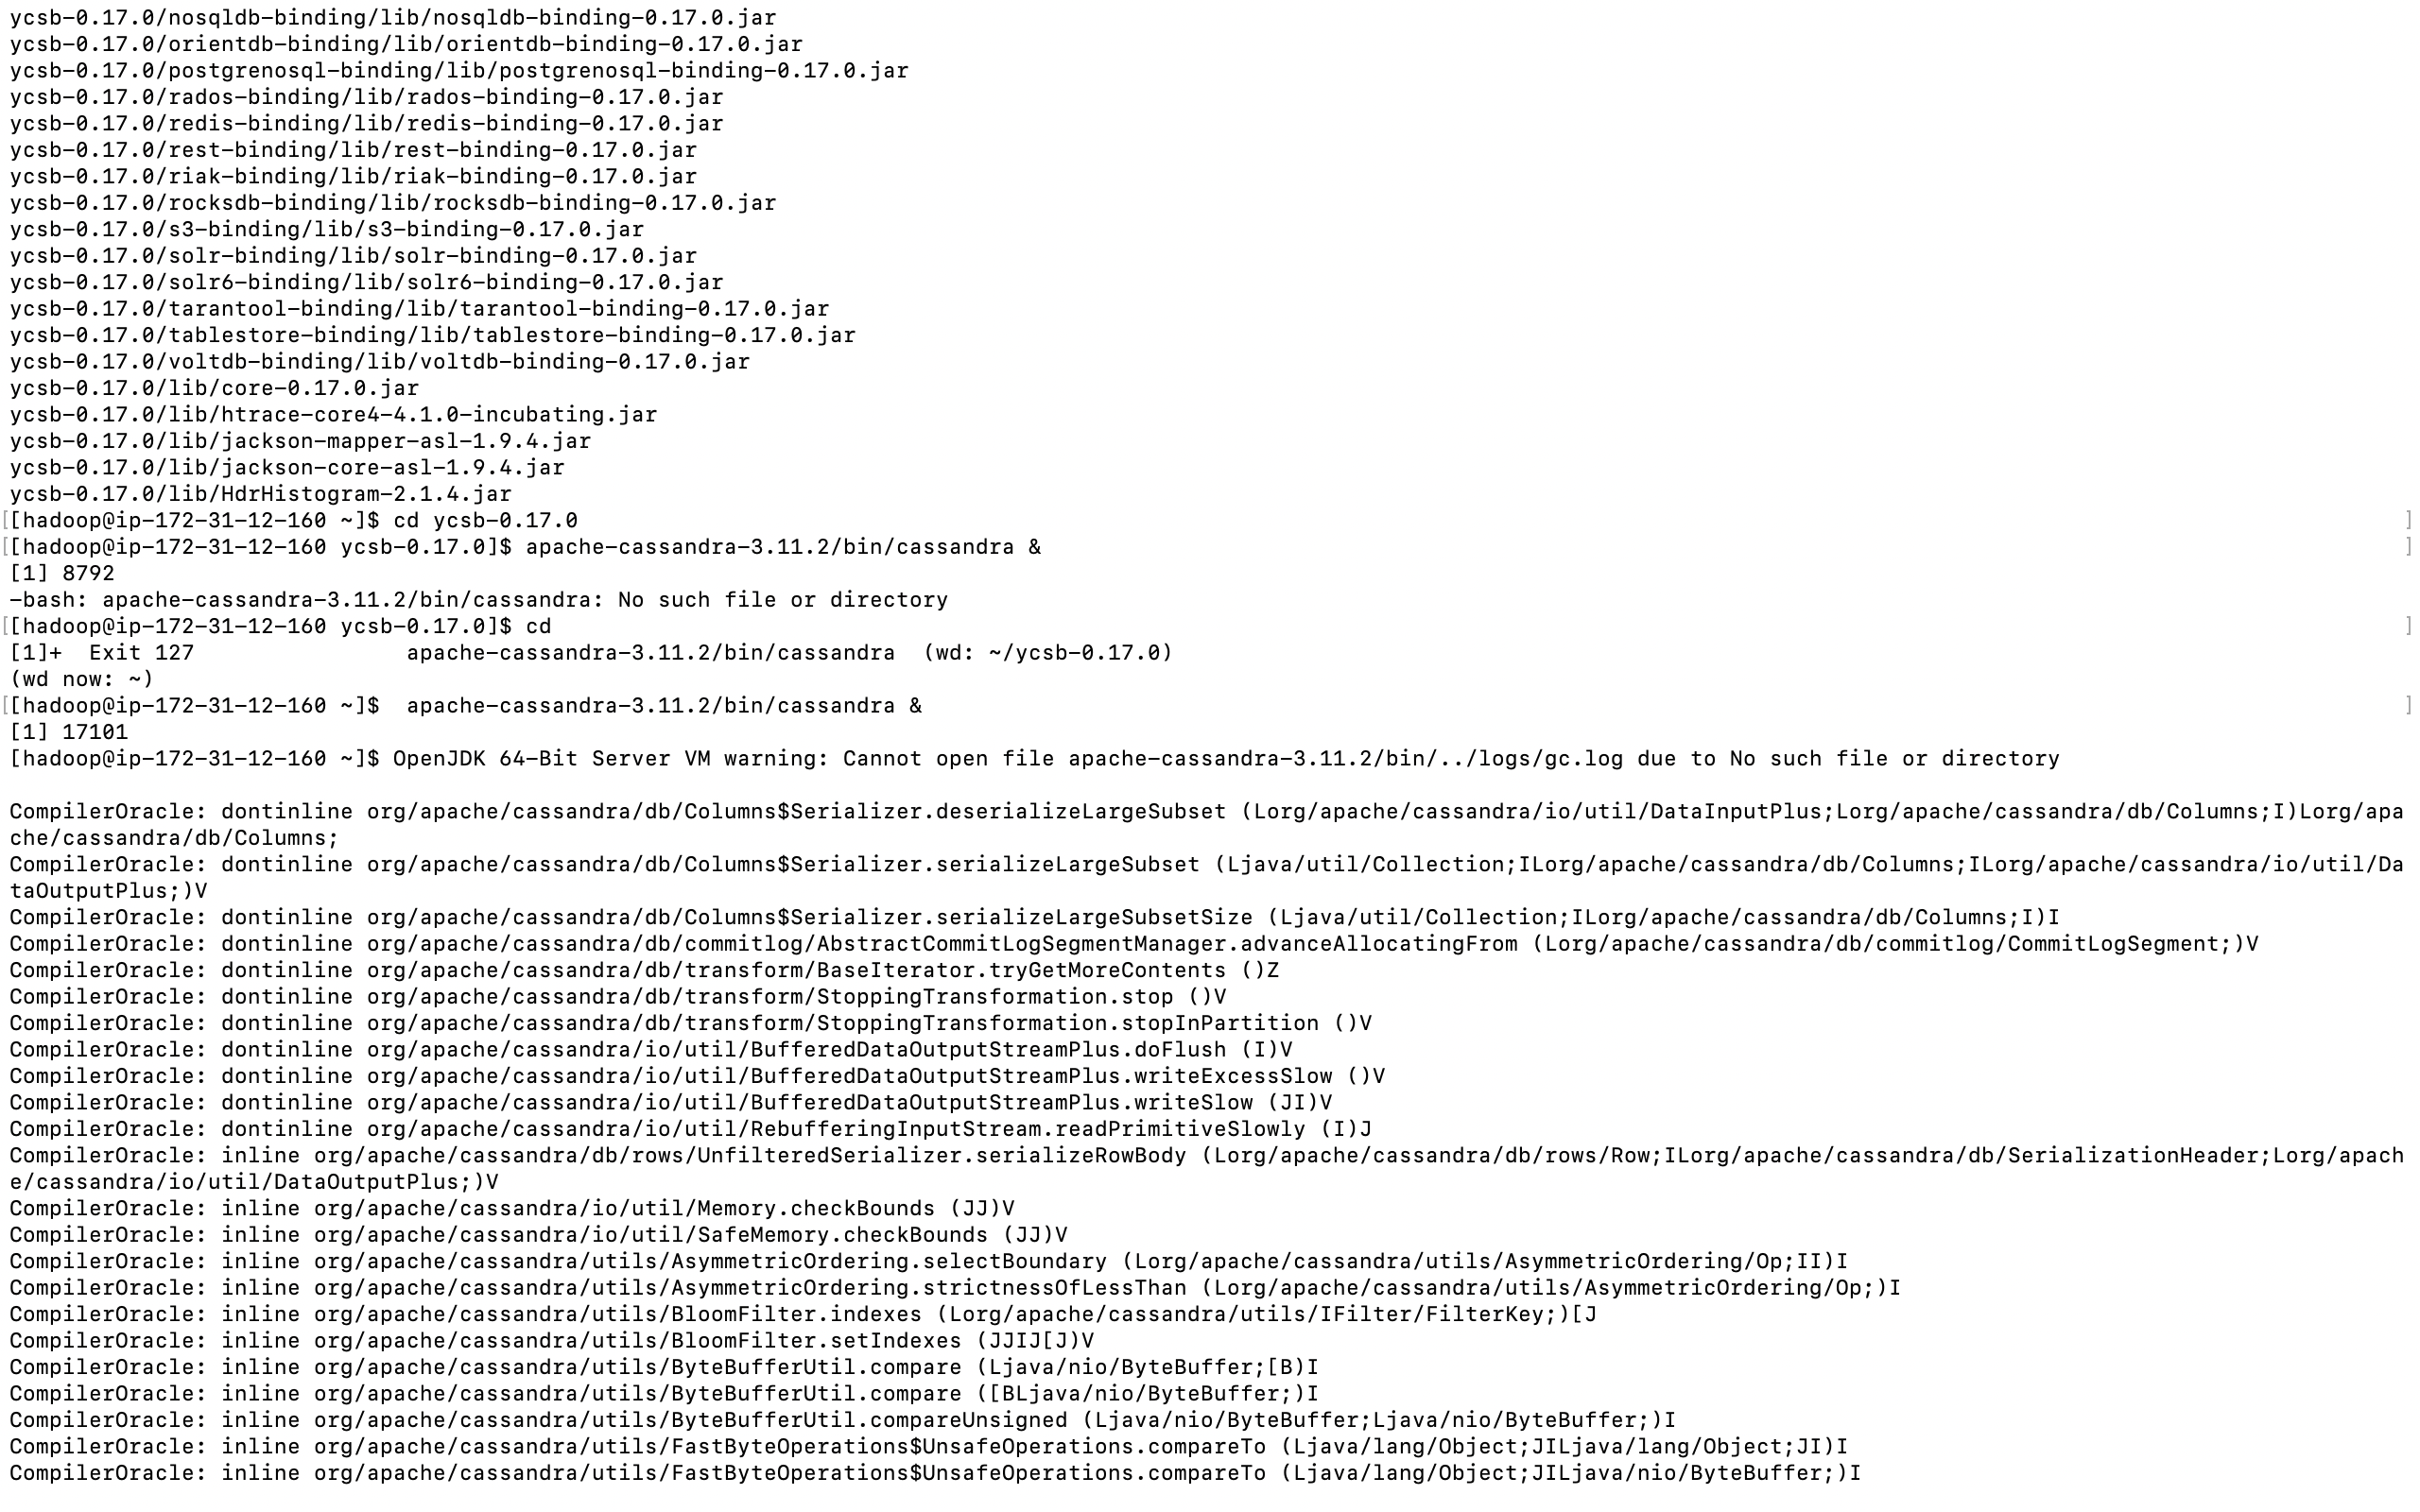 ycsb-0.17.0/nosqldb-binding/lib/nosqldb-binding-0.17.0.jar
ycsb-0.17.0/orientdb-binding/lib/orientdb-binding-0.17.0.jar
ycsb-0.17.0/postgrenosql-binding/lib/postgrenosql-binding-0.17.0.jar
ycsb-0.17.0/rados-binding/lib/rados-binding-0.17.0.jar
ycsb-0.17.0/redis-binding/lib/redis-binding-0.17.0.jar
ycsb-0.17.0/rest-binding/lib/rest-binding-0.17.0.jar
ycsb-0.17.0/riak-binding/lib/riak-binding-0.17.0.jar
ycsb-0.17.0/rocksdb-binding/lib/rocksdb-binding-0.17.0.jar
ycsb-0.17.0/s3-binding/lib/s3-binding-0.17.0.jar
ycsb-0.17.0/solr-binding/lib/solr-binding-0.17.0.jar
ycsb-0.17.0/solr6-binding/lib/solr6-binding-0.17.0.jar
ycsb-0.17.0/tarantool-binding/lib/tarantool-binding-0.17.0.jar
ycsb-0.17.0/tablestore-binding/lib/tablestore-binding-0.17.0.jar
ycsb-0.17.0/voltdb-binding/lib/voltdb-binding-0.17.0.jar
ycsb-0.17.0/lib/core-0.17.0.jar
ycsb-0.17.0/lib/htrace-core4-4.1.0-incubating.jar
ycsb-0.17.0/lib/jackson-mapper-asl-1.9.4.jar
ycsb-0.17.0/lib/jackson-core-asl-1.9.4.jar
ycsb-0.17.0/lib/HdrHistogram-2.1.4.jar
[[hadoop@ip-172-31-12-160 ~]$ cd ycsb-0.17.0 ]
[[hadoop@ip-172-31-12-160 ycsb-0.17.0]$ apache-cassandra-3.11.2/bin/cassandra & ]
[1] 8792
-bash: apache-cassandra-3.11.2/bin/cassandra: No such file or directory
[[hadoop@ip-172-31-12-160 ycsb-0.17.0]$ cd ]
[1]+  Exit 127                apache-cassandra-3.11.2/bin/cassandra  (wd: ~/ycsb-0.17.0)
(wd now: ~)
[[hadoop@ip-172-31-12-160 ~]$  apache-cassandra-3.11.2/bin/cassandra & ]
[1] 17101
[hadoop@ip-172-31-12-160 ~]$ OpenJDK 64-Bit Server VM warning: Cannot open file apache-cassandra-3.11.2/bin/../logs/gc.log due to No such file or directory
CompilerOracle: dontinline org/apache/cassandra/db/Columns$Serializer.deserializeLargeSubset (Lorg/apache/cassandra/io/util/DataInputPlus;Lorg/apache/cassandra/db/Columns;I)Lorg/apa
che/cassandra/db/Columns;
CompilerOracle: dontinline org/apache/cassandra/db/Columns$Serializer.serializeLargeSubset (Ljava/util/Collection;ILorg/apache/cassandra/db/Columns;ILorg/apache/cassandra/io/util/Da
taOutputPlus;)V
CompilerOracle: dontinline org/apache/cassandra/db/Columns$Serializer.serializeLargeSubsetSize (Ljava/util/Collection;ILorg/apache/cassandra/db/Columns;I)I
CompilerOracle: dontinline org/apache/cassandra/db/commitlog/AbstractCommitLogSegmentManager.advanceAllocatingFrom (Lorg/apache/cassandra/db/commitlog/CommitLogSegment;)V
CompilerOracle: dontinline org/apache/cassandra/db/transform/BaseIterator.tryGetMoreContents ()Z
CompilerOracle: dontinline org/apache/cassandra/db/transform/StoppingTransformation.stop ()V
CompilerOracle: dontinline org/apache/cassandra/db/transform/StoppingTransformation.stopInPartition ()V
CompilerOracle: dontinline org/apache/cassandra/io/util/BufferedDataOutputStreamPlus.doFlush (I)V
CompilerOracle: dontinline org/apache/cassandra/io/util/BufferedDataOutputStreamPlus.writeExcessSlow ()V
CompilerOracle: dontinline org/apache/cassandra/io/util/BufferedDataOutputStreamPlus.writeSlow (JI)V
CompilerOracle: dontinline org/apache/cassandra/io/util/RebufferingInputStream.readPrimitiveSlowly (I)J
CompilerOracle: inline org/apache/cassandra/db/rows/UnfilteredSerializer.serializeRowBody (Lorg/apache/cassandra/db/rows/Row;ILorg/apache/cassandra/db/SerializationHeader;Lorg/apach
e/cassandra/io/util/DataOutputPlus;)V
CompilerOracle: inline org/apache/cassandra/io/util/Memory.checkBounds (JJ)V
CompilerOracle: inline org/apache/cassandra/io/util/SafeMemory.checkBounds (JJ)V
CompilerOracle: inline org/apache/cassandra/utils/AsymmetricOrdering.selectBoundary (Lorg/apache/cassandra/utils/AsymmetricOrdering/Op;II)I
CompilerOracle: inline org/apache/cassandra/utils/AsymmetricOrdering.strictnessOfLessThan (Lorg/apache/cassandra/utils/AsymmetricOrdering/Op;)I
CompilerOracle: inline org/apache/cassandra/utils/BloomFilter.indexes (Lorg/apache/cassandra/utils/IFilter/FilterKey;)[J
CompilerOracle: inline org/apache/cassandra/utils/BloomFilter.setIndexes (JJIJ[J)V
CompilerOracle: inline org/apache/cassandra/utils/ByteBufferUtil.compare (Ljava/nio/ByteBuffer;[B)I
CompilerOracle: inline org/apache/cassandra/utils/ByteBufferUtil.compare ([BLjava/nio/ByteBuffer;)I
CompilerOracle: inline org/apache/cassandra/utils/ByteBufferUtil.compareUnsigned (Ljava/nio/ByteBuffer;Ljava/nio/ByteBuffer;)I
CompilerOracle: inline org/apache/cassandra/utils/FastByteOperations$UnsafeOperations.compareTo (Ljava/lang/Object;JILjava/lang/Object;JI)I
CompilerOracle: inline org/apache/cassandra/utils/FastByteOperations$UnsafeOperations.compareTo (Ljava/lang/Object;JILjava/nio/ByteBuffer;)I